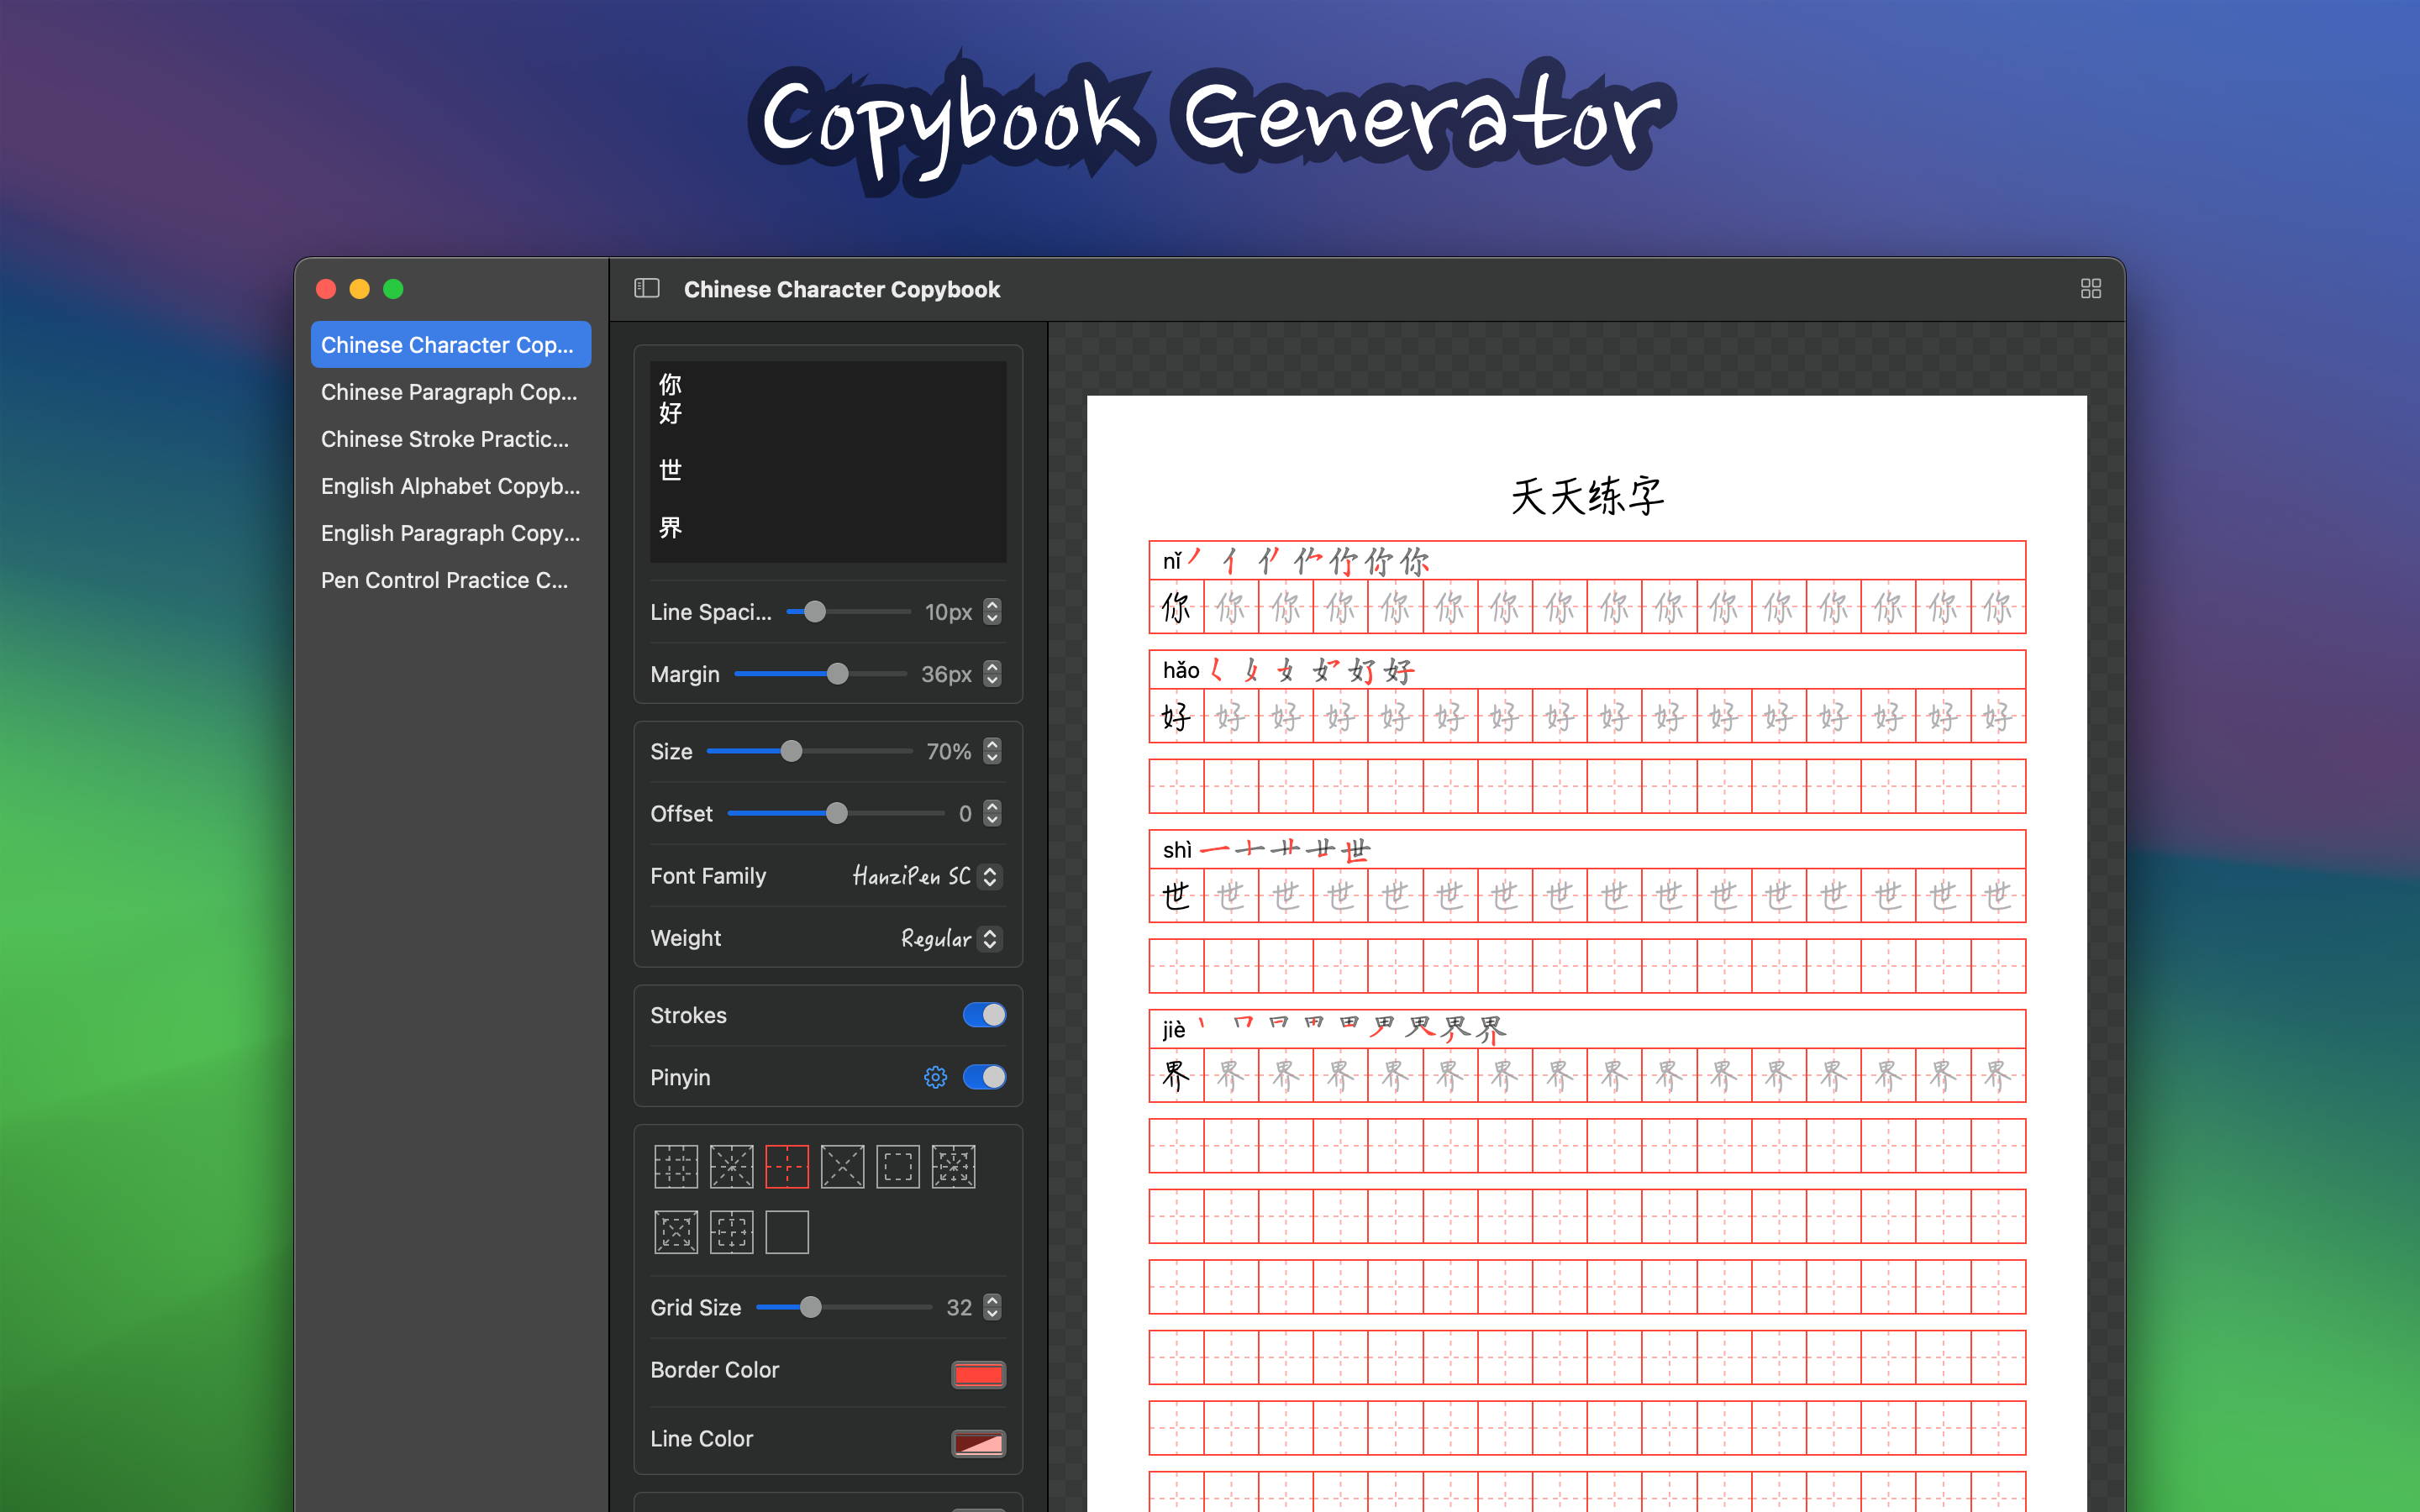 Copybook Generator
Chinese Character Copybook
Chinese Character Cop...
Chinese Paragraph Cop...
Chinese Stroke Practic...
English Alphabet Copyb...
English Paragraph Copy...
Pen Control Practice C...
你
好
世
界
Line Spaci... 10px
Margin 36px
Size 70%
Offset 0
Font Family HanziPen SC
Weight Regular
Strokes
Pinyin
Grid Size 32
Border Color
Line Color
天天练字
nǐ
你 你 你 你 你 你 你 你 你 你 你 你 你 你 你 你
hǎo
好 好 好 好 好 好 好 好 好 好 好 好 好 好 好 好
shì
世 世 世 世 世 世 世 世 世 世 世 世 世 世 世 世
jiè
界 界 界 界 界 界 界 界 界 界 界 界 界 界 界 界